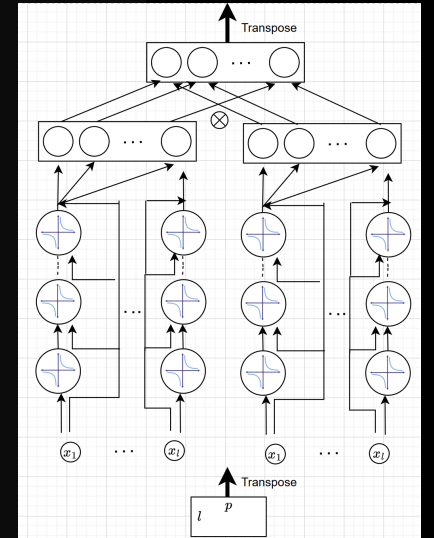 Transpose
...
... ...
... ...
x₁ ... xₗ x₁ ... xₗ
Transpose
p
l